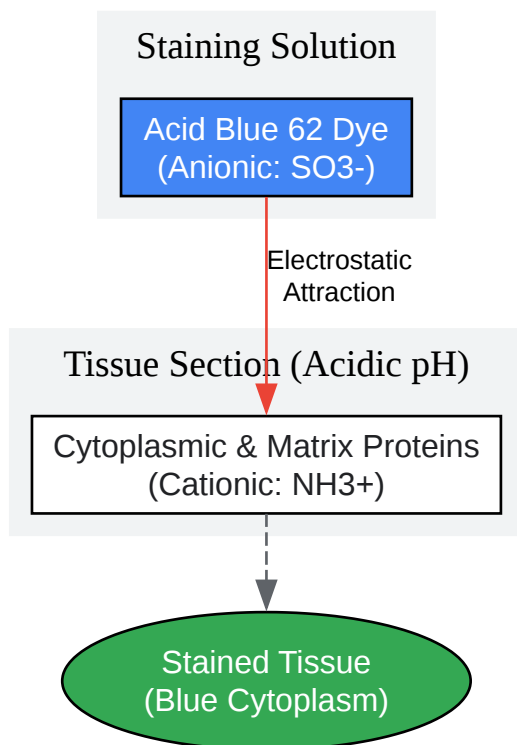 Staining Solution
Acid Blue 62 Dye
(Anionic: SO3-)
Electrostatic
Attraction
Tissue Section (Acidic pH)
Cytoplasmic & Matrix Proteins
(Cationic: NH3+)
Stained Tissue
(Blue Cytoplasm)